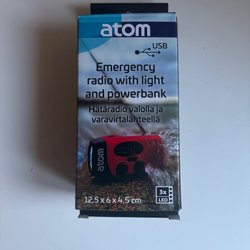 atom
USB
Emergency
radio with light
and powerbank
Hätäradio valolla ja
varavirtalähteellä
atom
12,5 x 6 x 4,5 cm
3x
LED